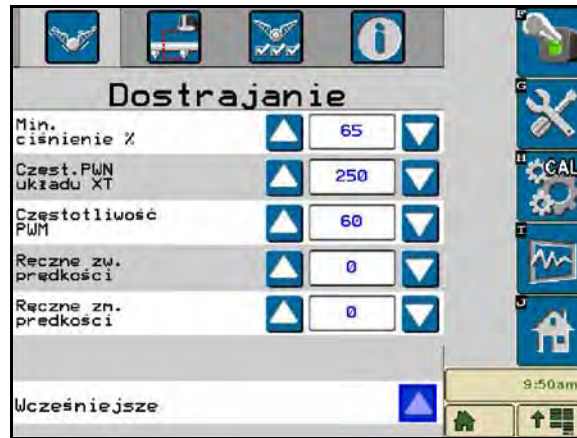 Dostrajanie
Min.
ciśnienie %
65
Częst.PWN
układu XT
250
Częstotliwość
PWM
60
Ręczne zw.
prędkości
0
Ręczne zm.
prędkości
0
Wcześniejsze
F
G
H
CAL
I
J
9:50am